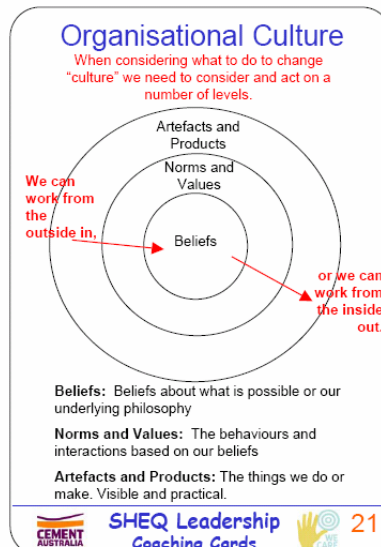 Organisational Culture
When considering what to do to change
“culture” we need to consider and act on a
number of levels.
Artefacts and
Products
Norms and
Values
We can
work from
the
outside in,
Beliefs
or we can
work from
the inside
out.
Beliefs: Beliefs about what is possible or our
underlying philosophy
Norms and Values: The behaviours and
interactions based on our beliefs
Artefacts and Products: The things we do or
make. Visible and practical.
CEMENT
AUSTRALIA
SHEQ Leadership
Coaching Cards
WE
CARE
21